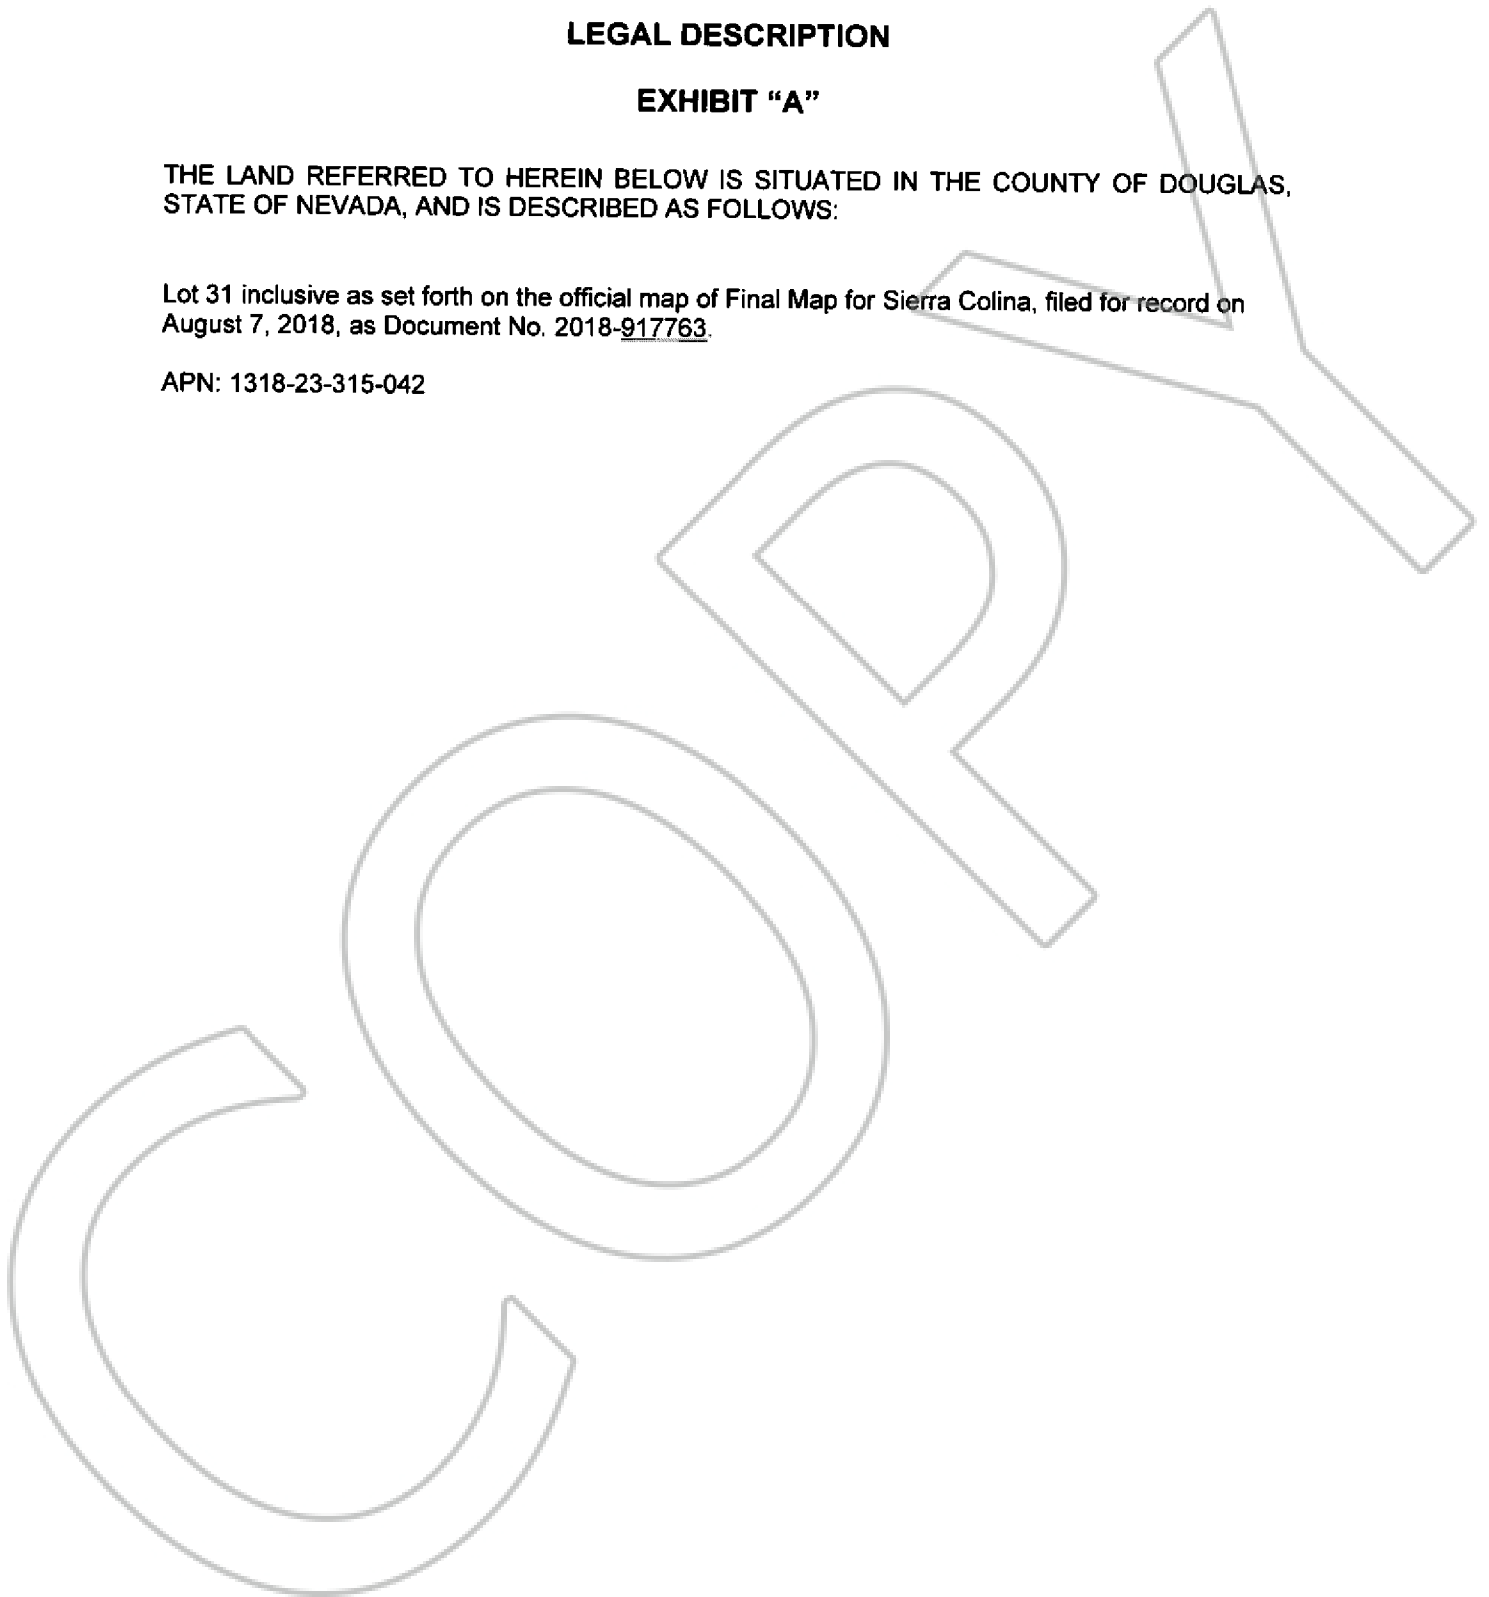 LEGAL DESCRIPTION
EXHIBIT “A”
THE LAND REFERRED TO HEREIN BELOW IS SITUATED IN THE COUNTY OF DOUGLAS,
STATE OF NEVADA, AND IS DESCRIBED AS FOLLOWS:
Lot 31 inclusive as set forth on the official map of Final Map for Sierra Colina, filed for record on
August 7, 2018, as Document No. 2018-917763.
APN: 1318-23-315-042
COPY